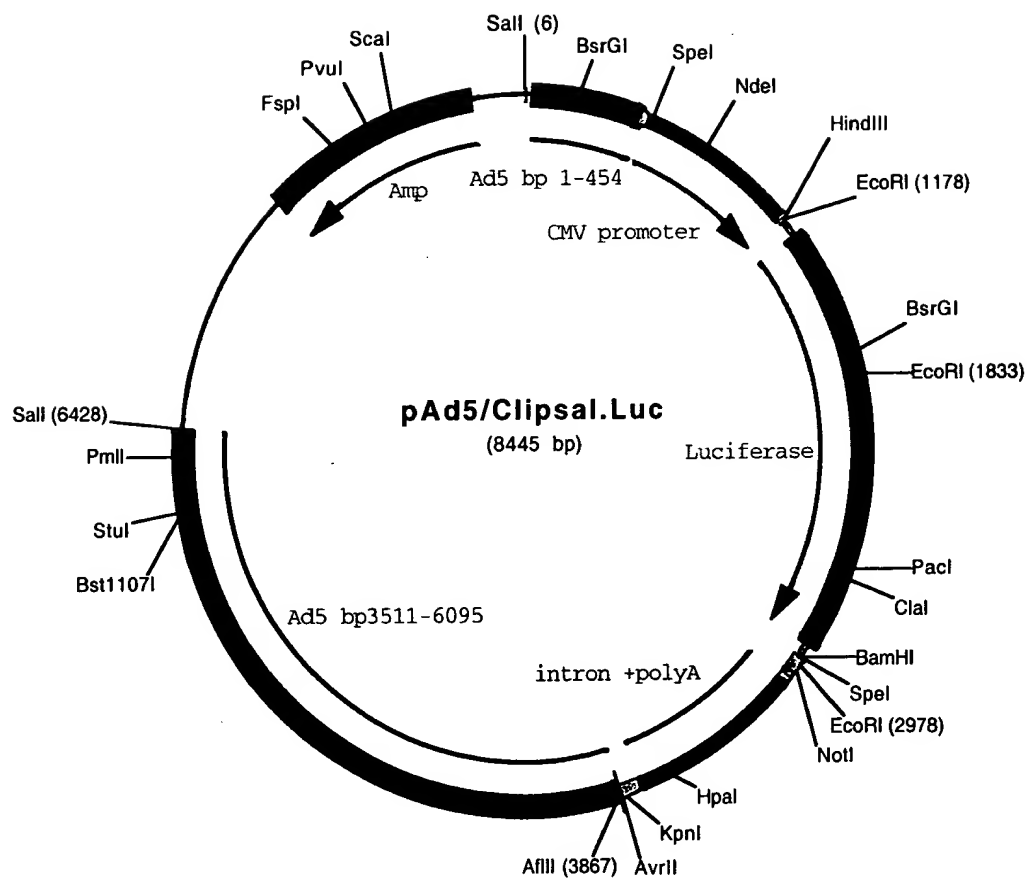 SalI (6)
BsrGI
SpeI
NdeI
HindIII
EcoRI (1178)
BsrGI
EcoRI (1833)
PacI
ClaI
BamHI
SpeI
EcoRI (2978)
NotI
HpaI
KpnI
AvrII
AflII (3867)
Bst1107I
StuI
PmlI
SalI (6428)
FspI
PvuI
ScaI
Amp
Ad5 bp 1-454
CMV promoter
Luciferase
intron +polyA
Ad5 bp3511-6095
pAd5/Clipsal.Luc
(8445 bp)